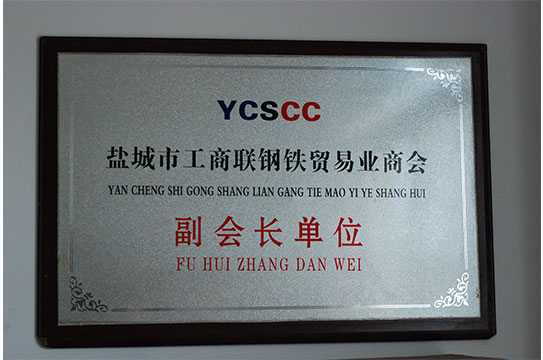 YCSCC
盐城市工商联钢铁贸易业商会
YAN CHENG SHI GONG SHANG LIAN GANG TIE MAO YI YE SHANG HUI
副会长单位
FU HUI ZHANG DAN WEI